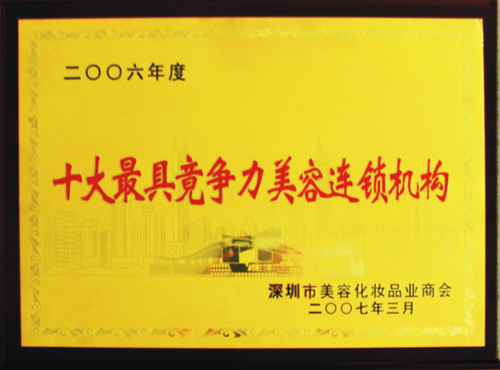 二〇〇六年度
十大最具竟争力美容连锁机构
深圳市美容化妆品业商会
二〇〇七年三月